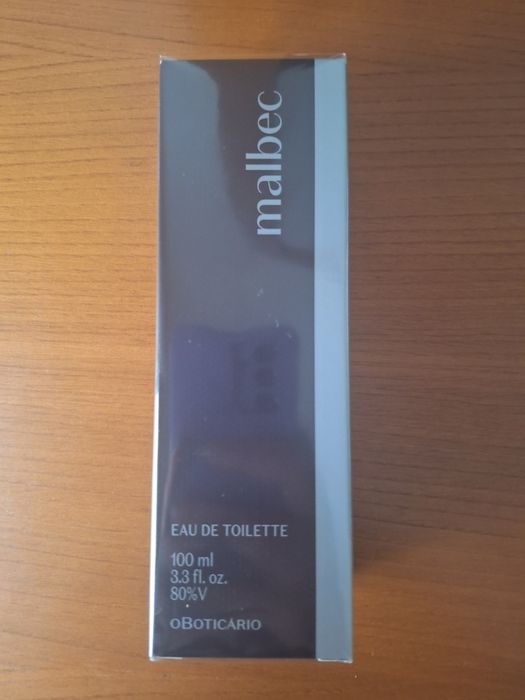 malbec
EAU DE TOILETTE
100 ml
3.3 fl. oz.
80%V
oBOTICÁRIO